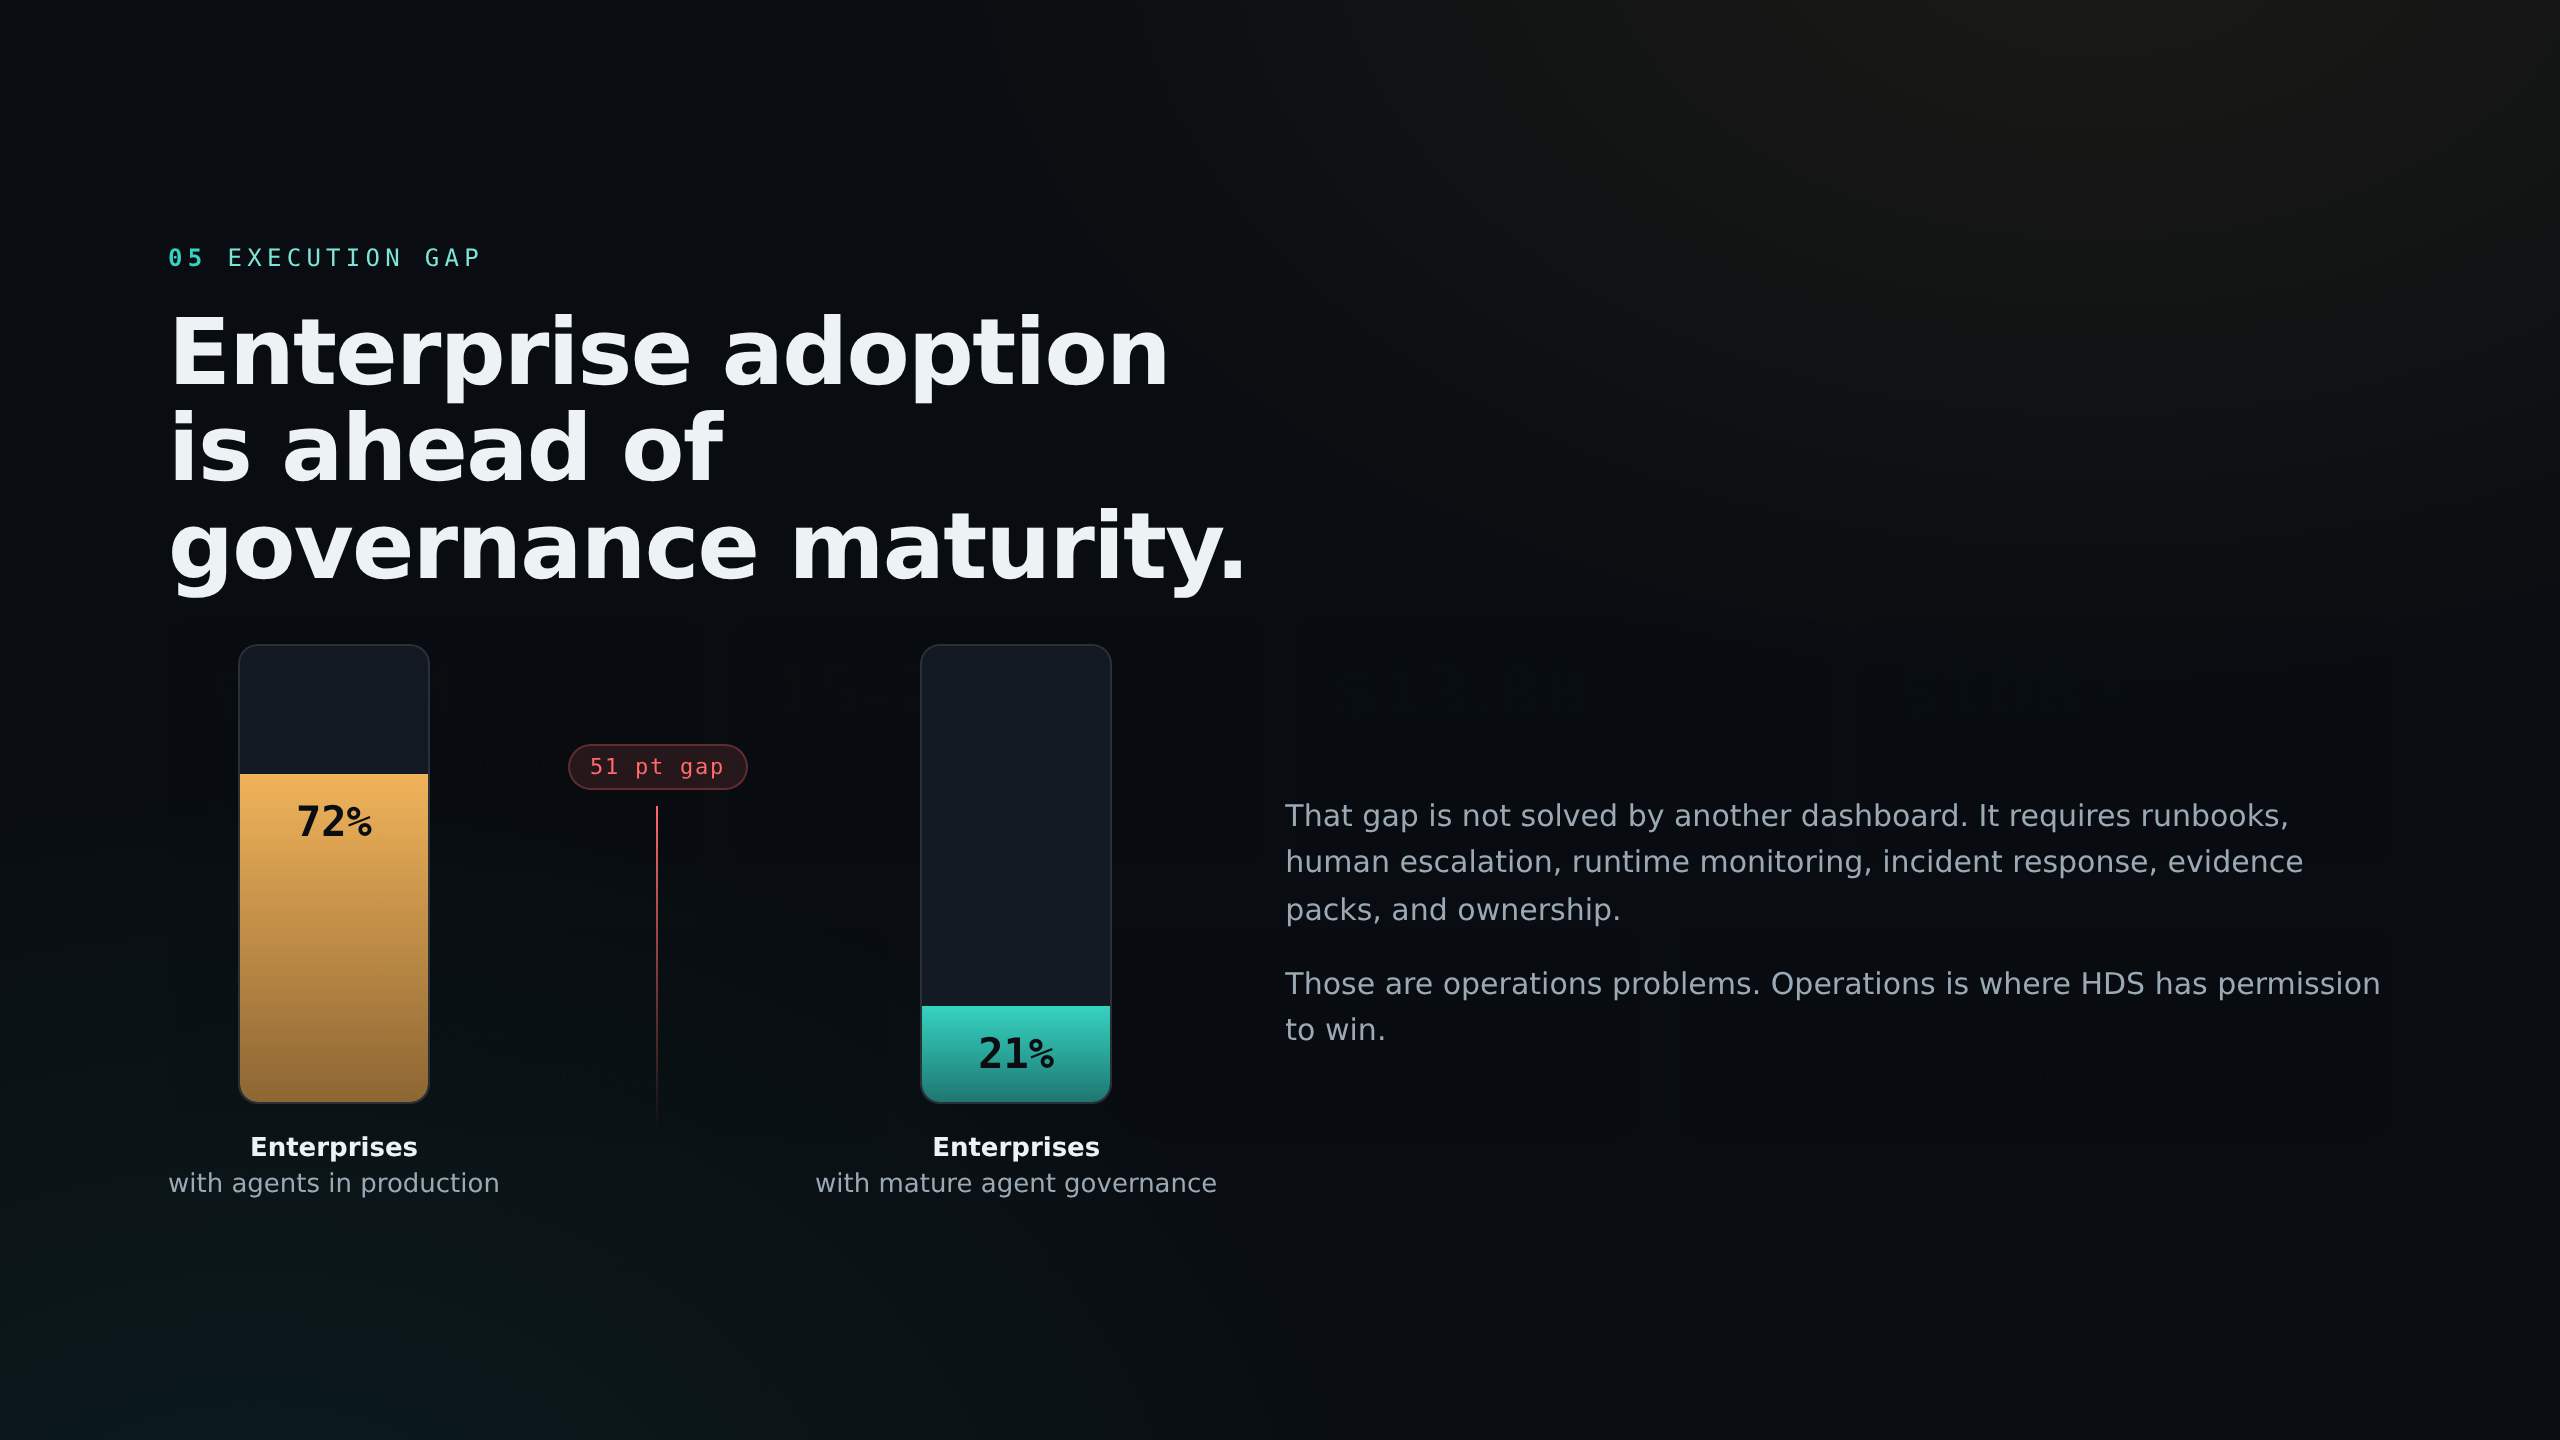 05 EXECUTION GAP
Enterprise adoption
is ahead of
governance maturity.
72%
Enterprises
with agents in production
51 pt gap
21%
Enterprises
with mature agent governance
That gap is not solved by another dashboard. It requires runbooks,
human escalation, runtime monitoring, incident response, evidence
packs, and ownership.
Those are operations problems. Operations is where HDS has permission
to win.